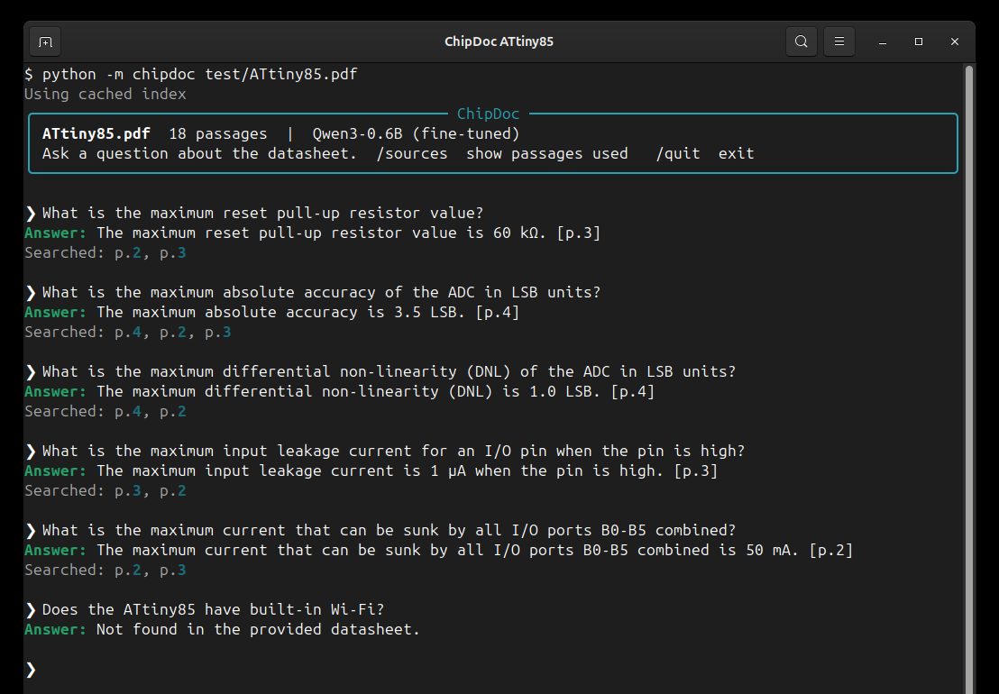 ChipDoc ATtiny85
$ python -m chipdoc test/ATtiny85.pdf
Using cached index
ChipDoc
ATtiny85.pdf  18 passages  |  Qwen3-0.6B (fine-tuned)
Ask a question about the datasheet.  /sources  show passages used   /quit  exit
❯ What is the maximum reset pull-up resistor value?
Answer: The maximum reset pull-up resistor value is 60 kΩ. [p.3]
Searched: p.2, p.3
❯ What is the maximum absolute accuracy of the ADC in LSB units?
Answer: The maximum absolute accuracy is 3.5 LSB. [p.4]
Searched: p.4, p.2, p.3
❯ What is the maximum differential non-linearity (DNL) of the ADC in LSB units?
Answer: The maximum differential non-linearity (DNL) is 1.0 LSB. [p.4]
Searched: p.4, p.2
❯ What is the maximum input leakage current for an I/O pin when the pin is high?
Answer: The maximum input leakage current is 1 µA when the pin is high. [p.3]
Searched: p.3, p.2
❯ What is the maximum current that can be sunk by all I/O ports B0-B5 combined?
Answer: The maximum current that can be sunk by all I/O ports B0-B5 combined is 50 mA. [p.2]
Searched: p.2, p.3
❯ Does the ATtiny85 have built-in Wi-Fi?
Answer: Not found in the provided datasheet.
❯